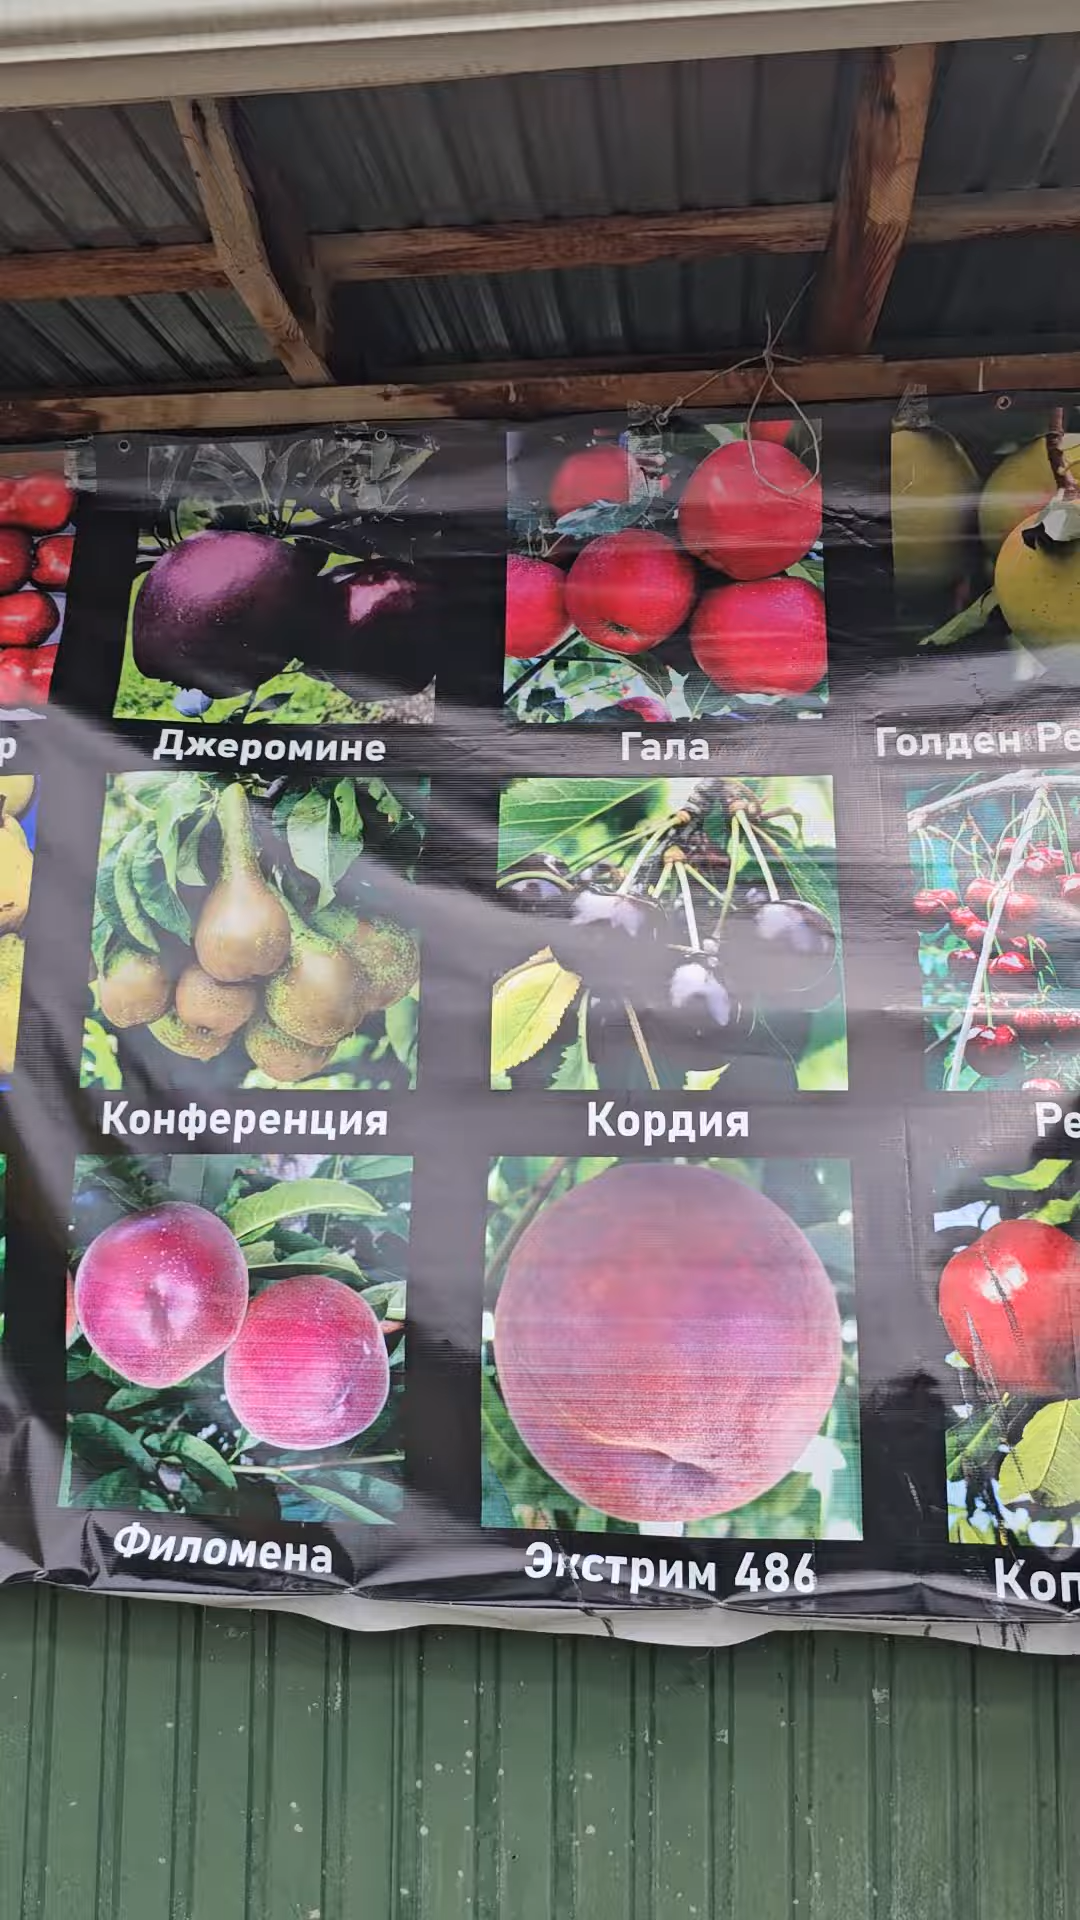 р
Джеромине
Гала
Голден Ре
Конференция
Кордия
Ре
Филомена
Экстрим 486
Коп